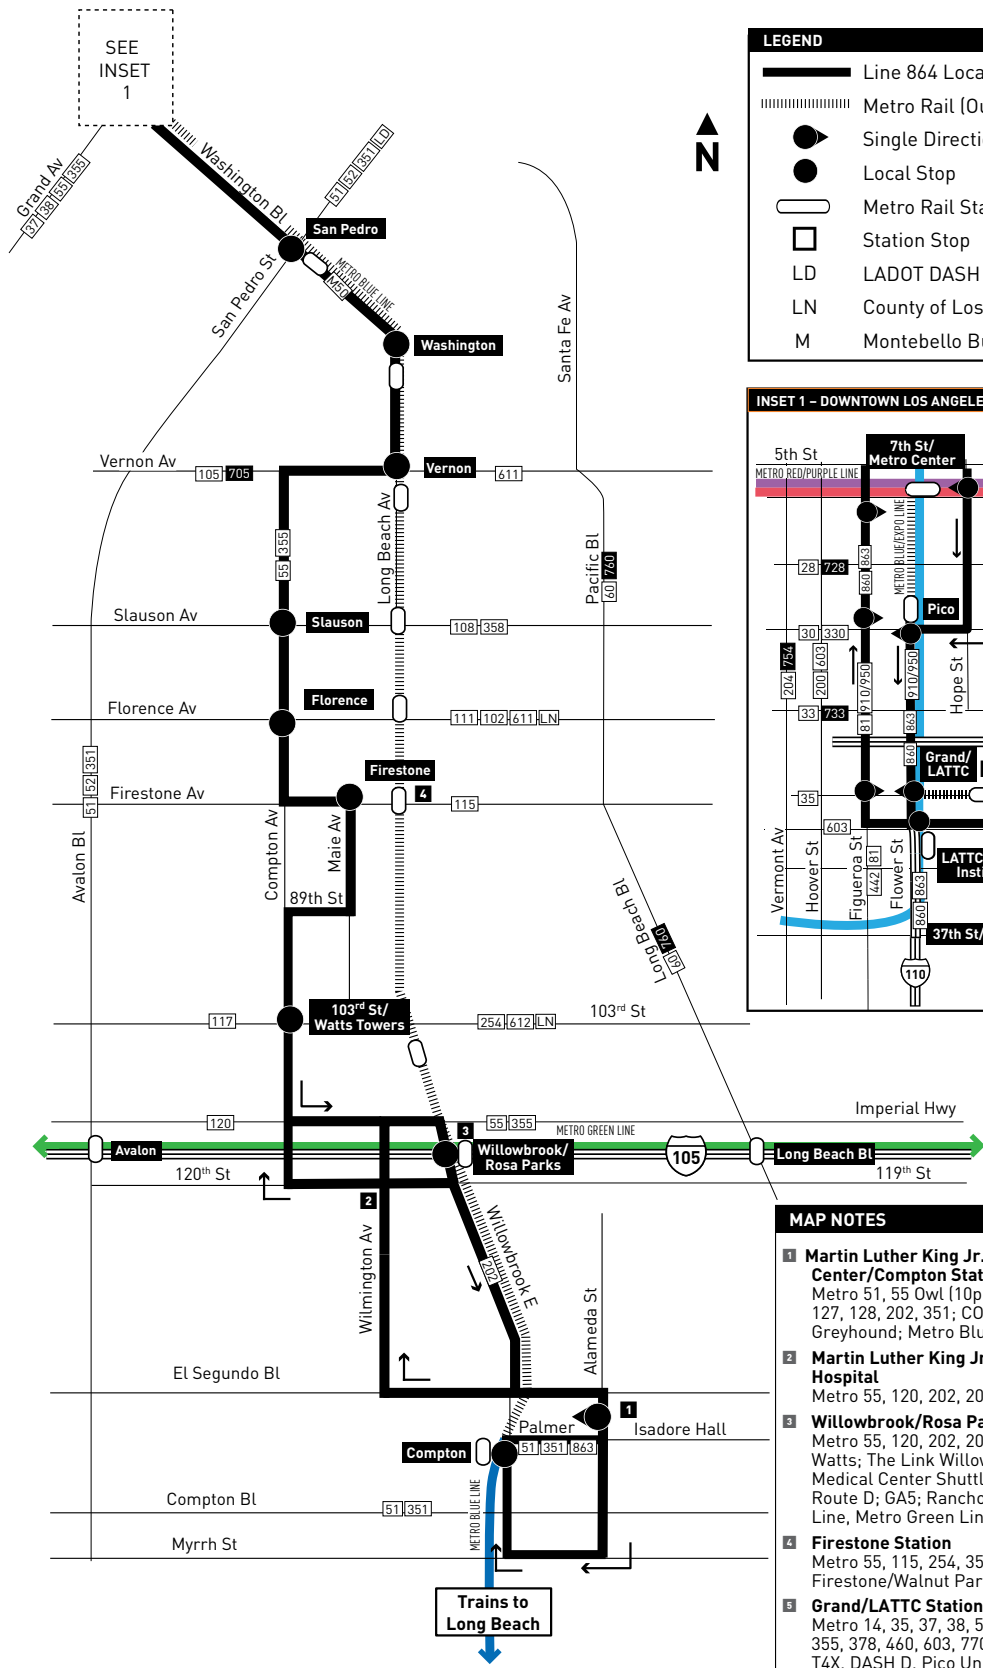 SEE
INSET
1
Grand Av
37 38 55 355
Washington Bl
51 52 351 LD
San Pedro
San Pedro St
METRO BLUE LINE
M50
Washington
Santa Fe Av
N
LEGEND
Line 864 Loca
Metro Rail (Ou
Single Directi
Local Stop
Metro Rail Sta
Station Stop
LD LADOT DASH
LN County of Los
M Montebello Bu
Vernon Av
105 705
Vernon
611
55 355
Long Beach Av
Pacific Bl
60 760
Slauson Av
Slauson
108 358
Florence Av
Florence
111 102 611 LN
51 52 351
Firestone Av
Firestone
4
115
Avalon Bl
Compton Av
Maie Av
89th St
Long Beach Bl
760 60
117
103rd St/
Watts Towers
254 612 LN
103rd St
120
55 355
Imperial Hwy
METRO GREEN LINE
Avalon
3
Willowbrook/
Rosa Parks
105
Long Beach Bl
120th St
119th St
2
Wilmington Av
Willowbrook E
202
Alameda St
El Segundo Bl
1
Palmer
Isadore Hall
Compton
51 351 863
Compton Bl
51 351
METRO BLUE LINE
Myrrh St
Trains to
Long Beach
INSET 1 – DOWNTOWN LOS ANGELE
5th St
7th St/
Metro Center
METRO RED/PURPLE LINE
METRO BLUE/EXPO LINE
860 863
28 728
Pico
30 330
204 754
200 603
81 910/950
910/950
860 863
Hope St
33 733
Grand/
LATTC
35
603
Vermont Av
Hoover St
Figueroa St
442 81
Flower St
860 863
LATTC
Insti
37th St/
110
MAP NOTES
1 Martin Luther King Jr.
Center/Compton Stat
Metro 51, 55 Owl (10p
127, 128, 202, 351; CO
Greyhound; Metro Blu
2 Martin Luther King Jr
Hospital
Metro 55, 120, 202, 20
3 Willowbrook/Rosa Pa
Metro 55, 120, 202, 20
Watts; The Link Willow
Medical Center Shuttl
Route D; GA5; Rancho
Line, Metro Green Lin
4 Firestone Station
Metro 55, 115, 254, 35
Firestone/Walnut Par
5 Grand/LATTC Station
Metro 14, 35, 37, 38, 5
355, 378, 460, 603, 770
T4X, DASH D, Pico Un